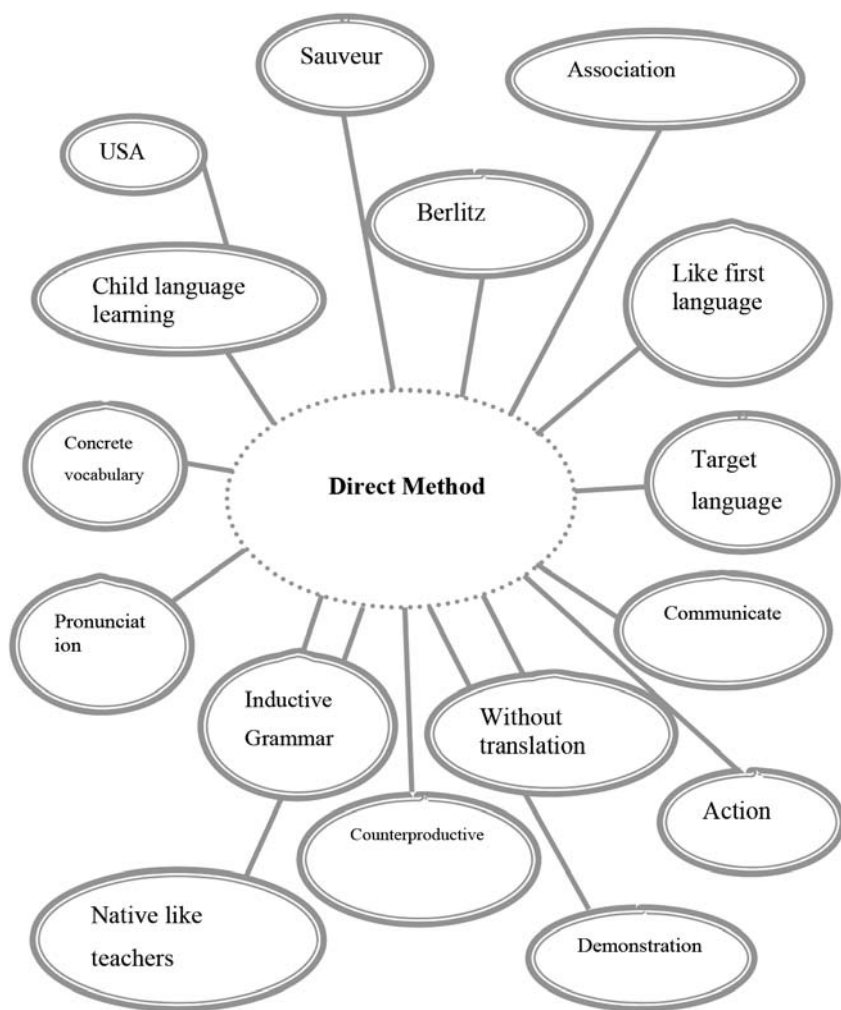 Sauveur
Association
USA
Berlitz
Child language
learning
Like first
language
Concrete
vocabulary
Direct Method
Target
language
Pronunciat
ion
Communicate
Inductive
Grammar
Without
translation
Action
Counterproductive
Native like
teachers
Demonstration